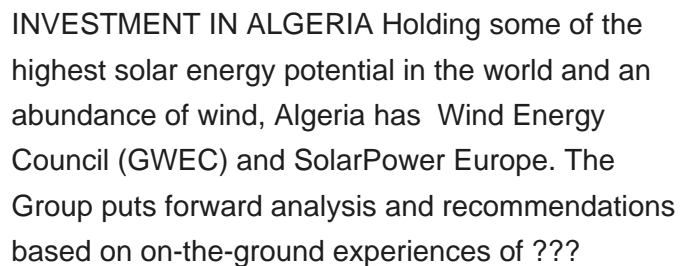 INVESTMENT IN ALGERIA Holding some of the
highest solar energy potential in the world and an
abundance of wind, Algeria has  Wind Energy
Council (GWEC) and SolarPower Europe. The
Group puts forward analysis and recommendations
based on on-the-ground experiences of ???